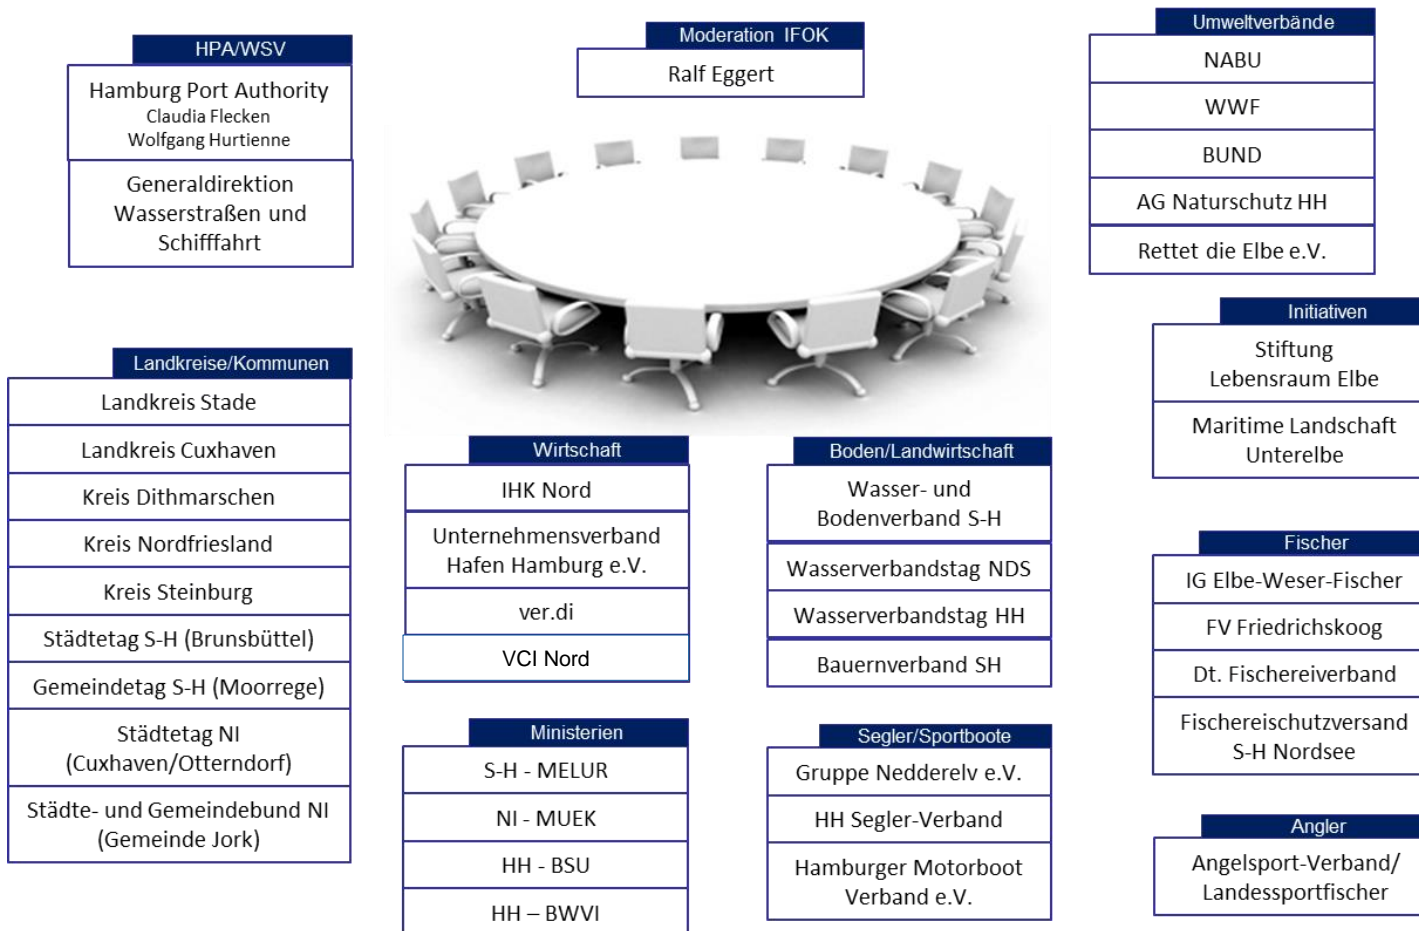 HPA/WSV
Hamburg Port Authority
Claudia Flecken
Wolfgang Hurtienne
Generaldirektion
Wasserstraßen und
Schifffahrt
Moderation IFOK
Ralf Eggert
Umweltverbände
NABU
WWF
BUND
AG Naturschutz HH
Rettet die Elbe e.V.
Initiativen
Stiftung
Lebensraum Elbe
Maritime Landschaft
Unterelbe
Landkreise/Kommunen
Landkreis Stade
Landkreis Cuxhaven
Kreis Dithmarschen
Kreis Nordfriesland
Kreis Steinburg
Städtetag S-H (Brunsbüttel)
Gemeindetag S-H (Moorrege)
Städtetag NI
(Cuxhaven/Otterndorf)
Städte- und Gemeindebund NI
(Gemeinde Jork)
Wirtschaft
IHK Nord
Unternehmensverband
Hafen Hamburg e.V.
ver.di
VCI Nord
Boden/Landwirtschaft
Wasser- und
Bodenverband S-H
Wasserverbandstag NDS
Wasserverbandstag HH
Bauernverband SH
Fischer
IG Elbe-Weser-Fischer
FV Friedrichskoog
Dt. Fischereiverband
Fischereischutzversand
S-H Nordsee
Ministerien
S-H - MELUR
NI - MUEK
HH - BSU
HH – BWVI
Segler/Sportboote
Gruppe Nedderelv e.V.
HH Segler-Verband
Hamburger Motorboot
Verband e.V.
Angler
Angelsport-Verband/
Landessportfischer